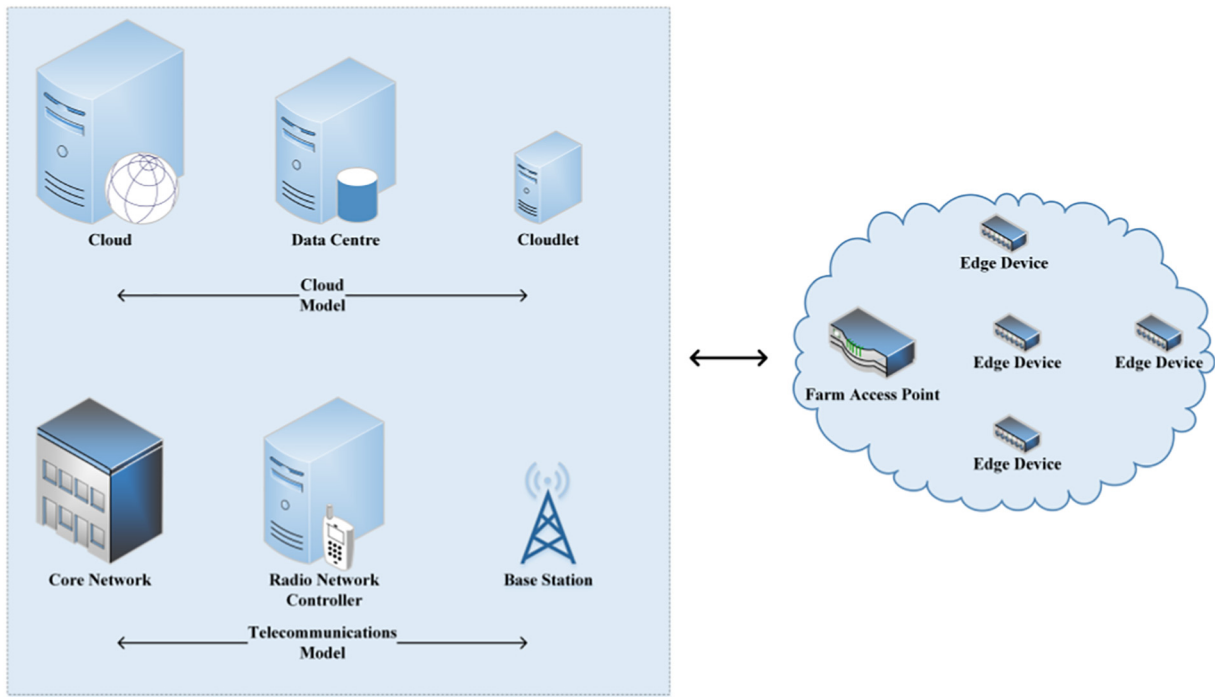 Cloud
Data Centre
Cloudlet
Cloud
Model
Core Network
Radio Network
Controller
Base Station
Telecommunications
Model
Edge Device
Farm Access Point
Edge Device
Edge Device
Edge Device